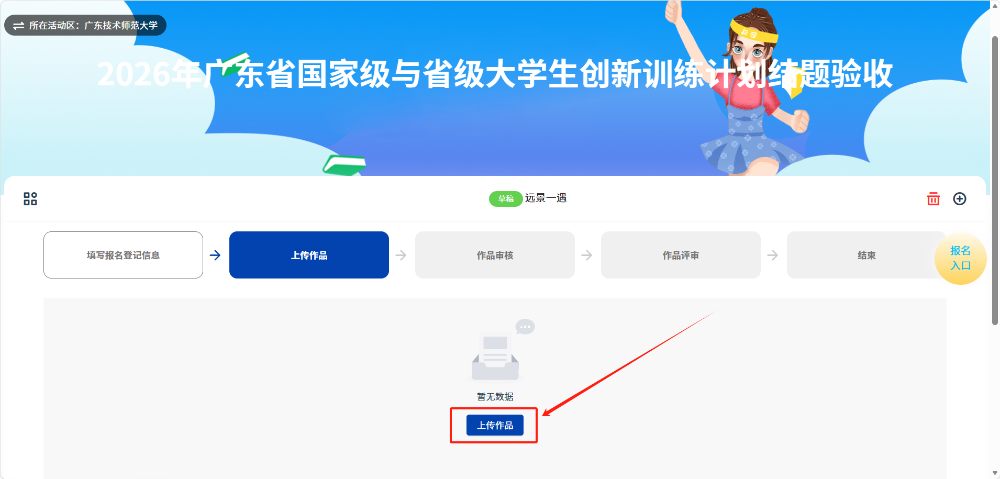 所在活动区：广东技术师范大学
2026年广东省国家级与省级大学生创新训练计划结题验收
草稿 远景一遇
填写报名登记信息
上传作品
作品审核
作品评审
结束
报名
入口
暂无数据
上传作品